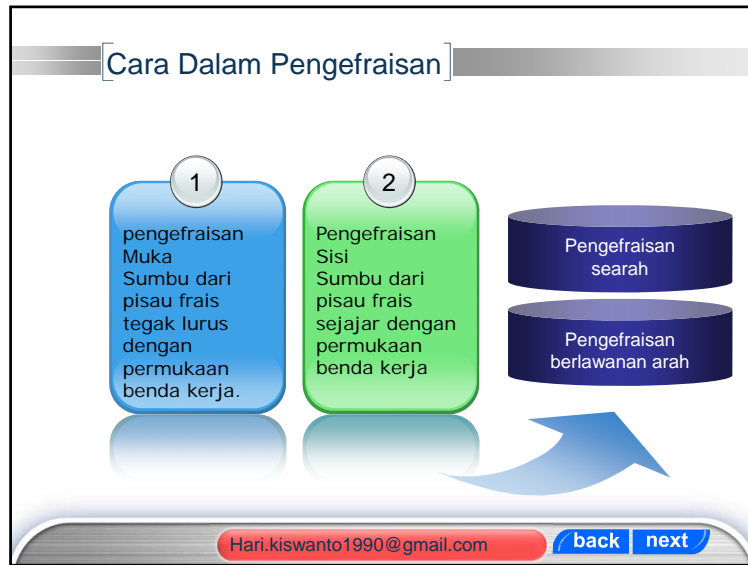 Cara Dalam Pengefraisan
1
pengefraisan
Muka
Sumbu dari
pisau frais
tegak lurus
dengan
permukaan
benda kerja.
2
Pengefraisan
Sisi
Sumbu dari
pisau frais
sejajar dengan
permukaan
benda kerja
Pengefraisan
searah
Pengefraisan
berlawanan arah
Hari.kiswanto1990@gmail.com
back next